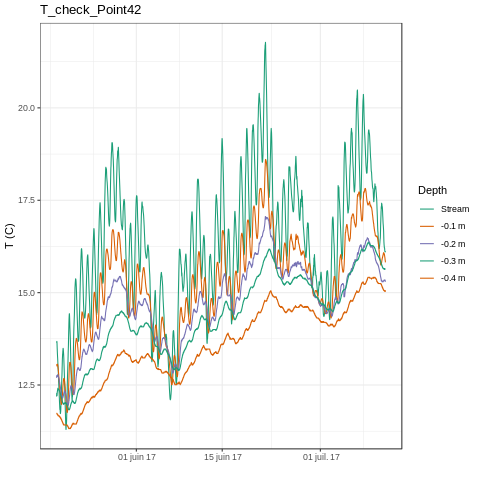 T_check_Point42
T (C)
20.0
17.5
15.0
12.5
01 juin 17
15 juin 17
01 juil. 17
Depth
Stream
-0.1 m
-0.2 m
-0.3 m
-0.4 m